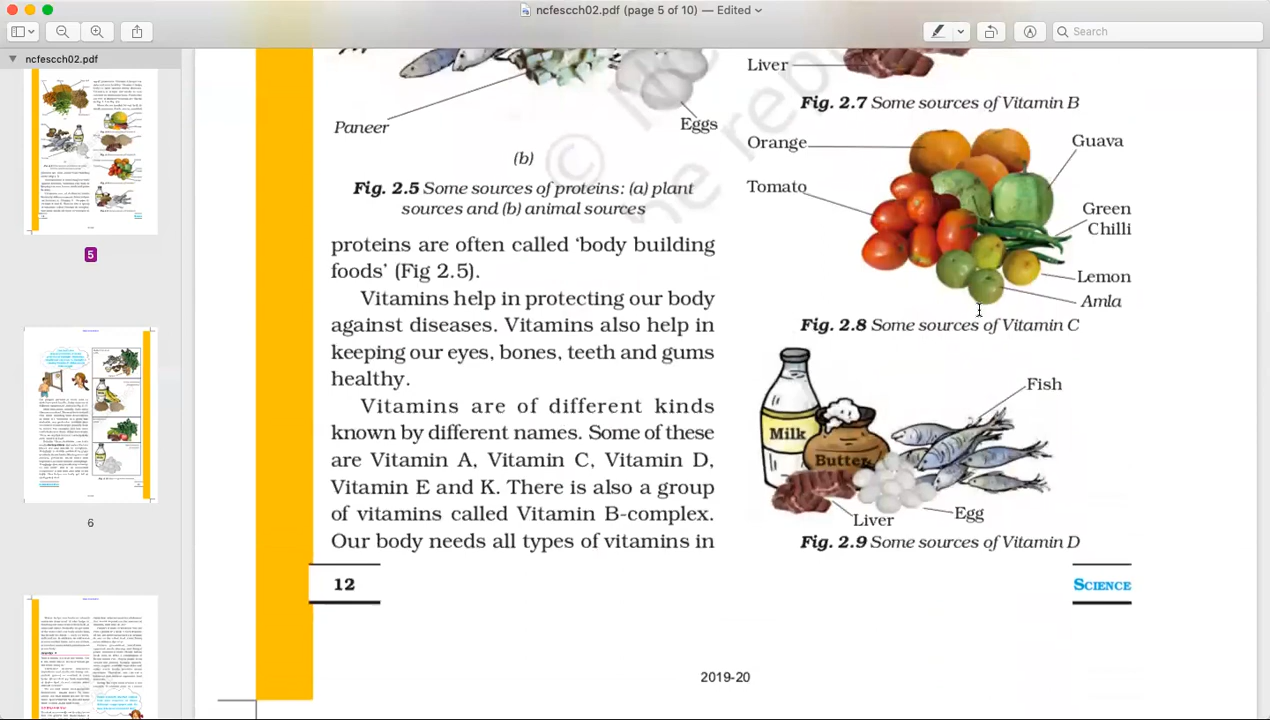 ncfescch02.pdf (page 5 of 10) — Edited
Search
ncfescch02.pdf
5
6
Paneer
Eggs
(b)
Fig. 2.5 Some sources of proteins: (a) plant
sources and (b) animal sources
proteins are often called ‘body building
foods’ (Fig 2.5).
Vitamins help in protecting our body
against diseases. Vitamins also help in
keeping our eyes, bones, teeth and gums
healthy.
Vitamins are of different kinds
known by different names. Some of these
are Vitamin A, Vitamin C, Vitamin D,
Vitamin E and K. There is also a group
of vitamins called Vitamin B-complex.
Our body needs all types of vitamins in
Liver
Fig. 2.7 Some sources of Vitamin B
Orange
Guava
Tomato
Green
Chilli
Lemon
Amla
Fig. 2.8 Some sources of Vitamin C
Fish
Milk
Butter
Liver
Egg
Fig. 2.9 Some sources of Vitamin D
12
SCIENCE
2019-20